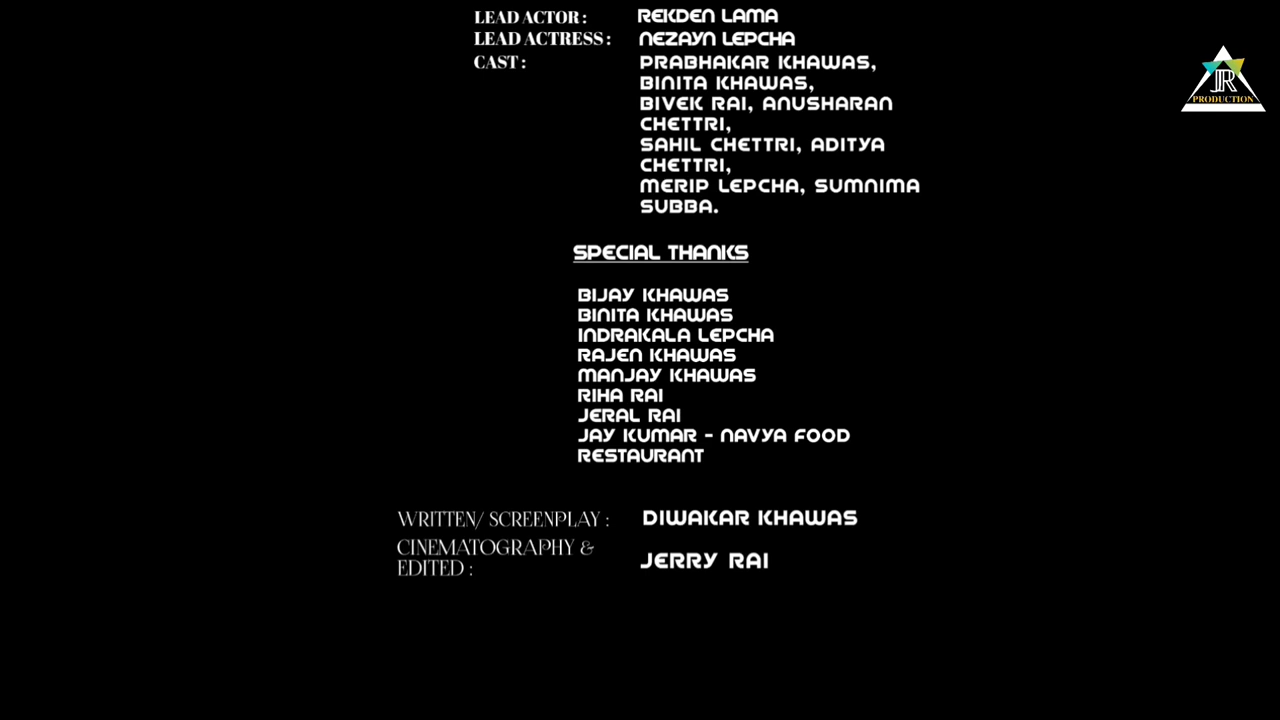 LEAD ACTOR : REKDEN LAMA
LEAD ACTRESS : NEZAYN LEPCHA
CAST : PRABHAKAR KHAWAS,
BINITA KHAWAS,
BIVEK RAI, ANUSHARAN
CHETTRI,
SAHIL CHETTRI, ADITYA
CHETTRI,
MERIP LEPCHA, SUMNIMA
SUBBA.
JR
PRODUCTION
SPECIAL THANKS
BIJAY KHAWAS
BINITA KHAWAS
INDRAKALA LEPCHA
RAJEN KHAWAS
MANJAY KHAWAS
RIHA RAI
JERAL RAI
JAY KUMAR - NAVYA FOOD
RESTAURANT
WRITTEN/ SCREENPLAY : DIWAKAR KHAWAS
CINEMATOGRAPHY &
EDITED : JERRY RAI